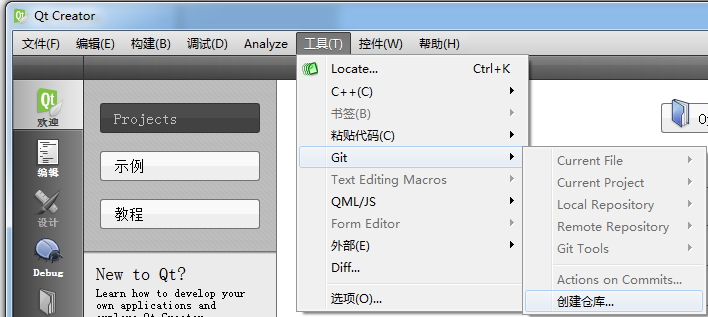 Qt Creator
文件(F) 编辑(E) 构建(B) 调试(D) Analyze 工具(T) 控件(W) 帮助(H)
Qt
欢迎
编辑
设计
Debug
Projects
示例
教程
New to Qt?
Learn how to develop your
own applications and
Locate... Ctrl+K
C++(C)
书签(B)
粘贴代码(C)
Git
Text Editing Macros
QML/JS
Form Editor
外部(E)
Diff...
选项(O)...
Current File
Current Project
Local Repository
Remote Repository
Git Tools
Actions on Commits...
创建仓库...